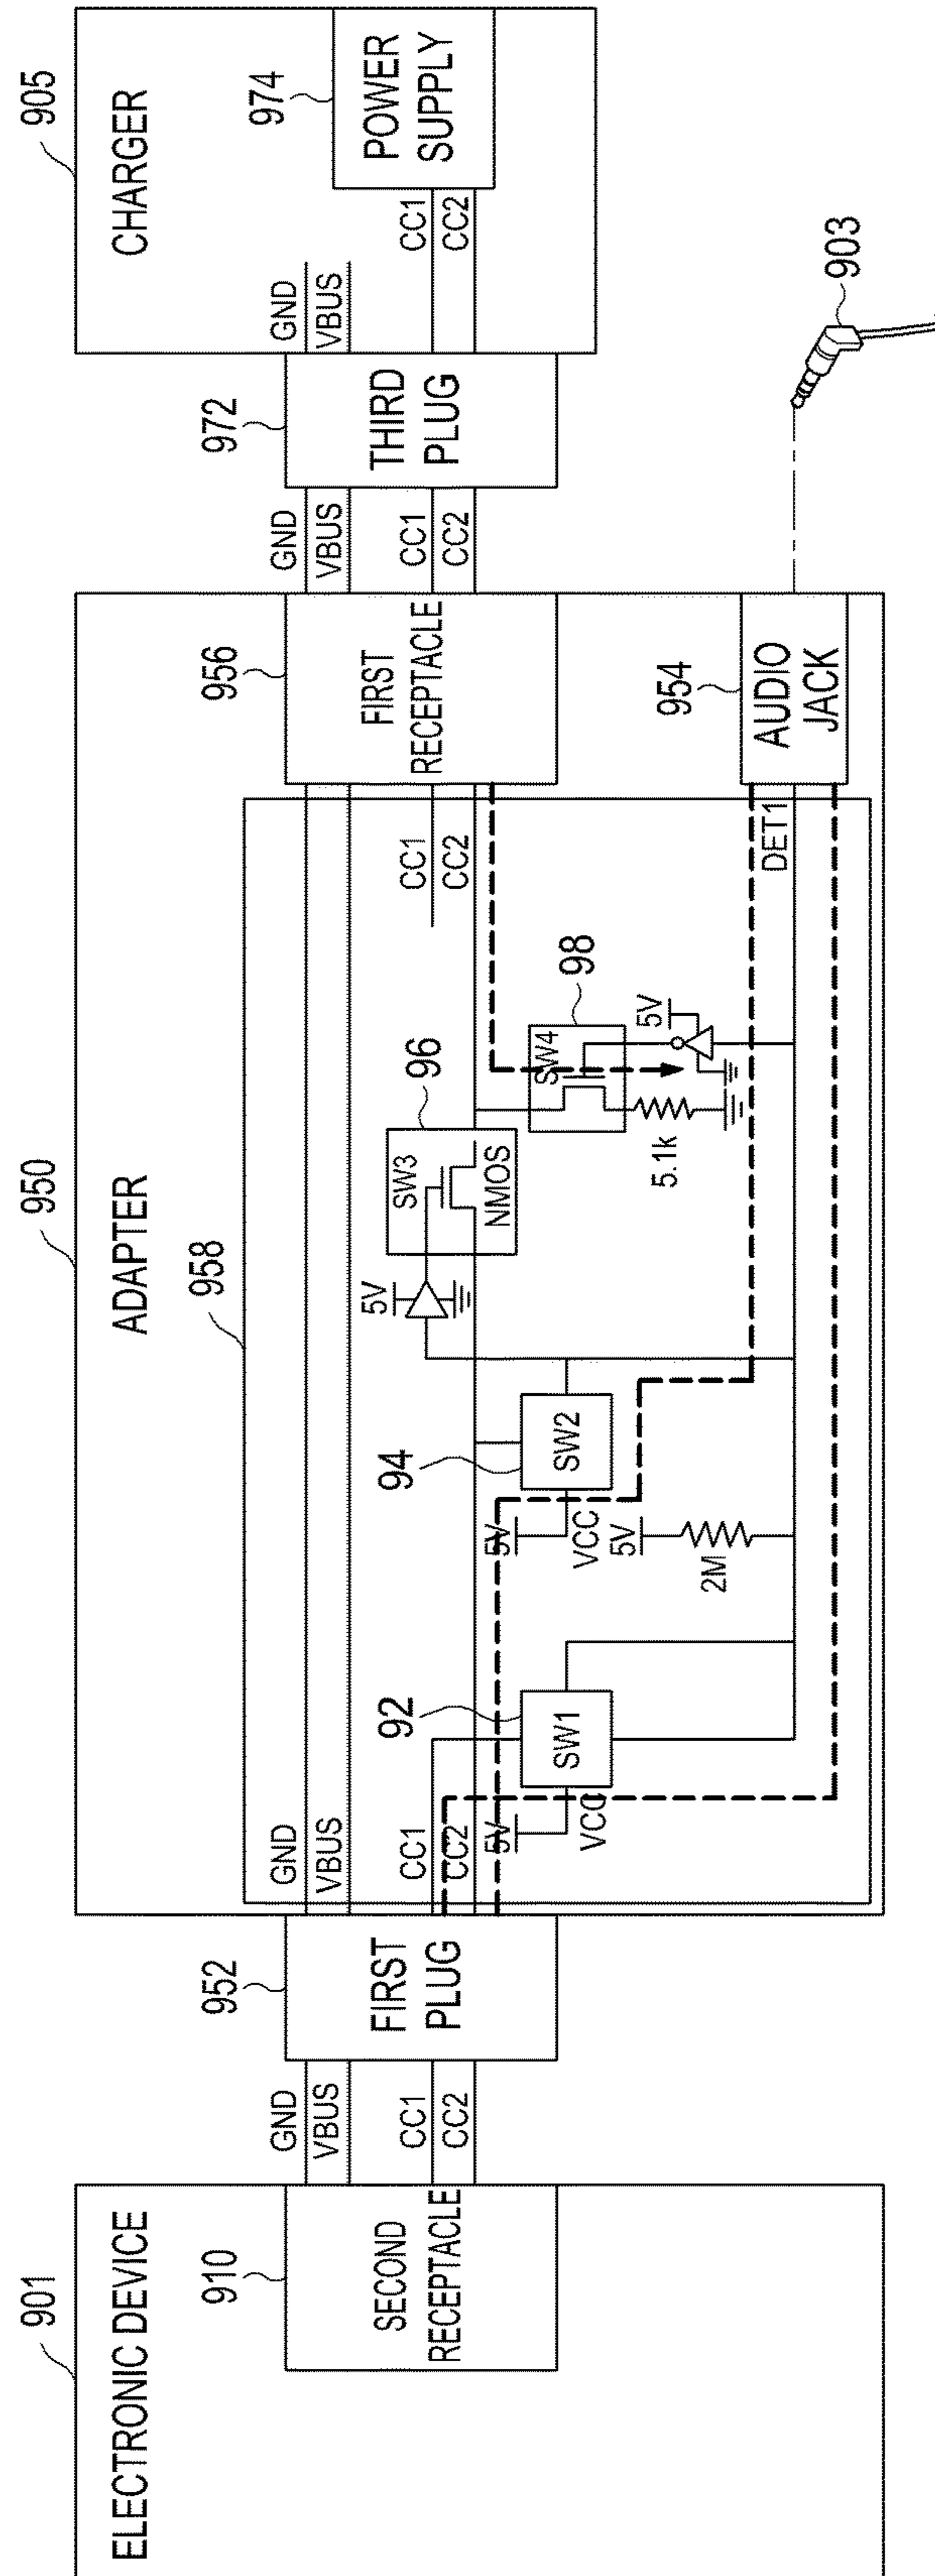 901
ELECTRONIC DEVICE
910
SECOND
RECEPTACLE
GND
VBUS
CC1
CC2
952
FIRST
PLUG
950
ADAPTER
958
GND
VBUS
CC1
CC2
5V
VCC
92
SW1
5V
VCC
94
SW2
5V
2M
5V
96
SW3
NMOS
98
SW4
5V
5.1k
CC1
CC2
DET1
956
FIRST
RECEPTACLE
954
AUDIO
JACK
GND
VBUS
CC1
CC2
972
THIRD
PLUG
903
905
CHARGER
GND
VBUS
CC1
CC2
974
POWER
SUPPLY